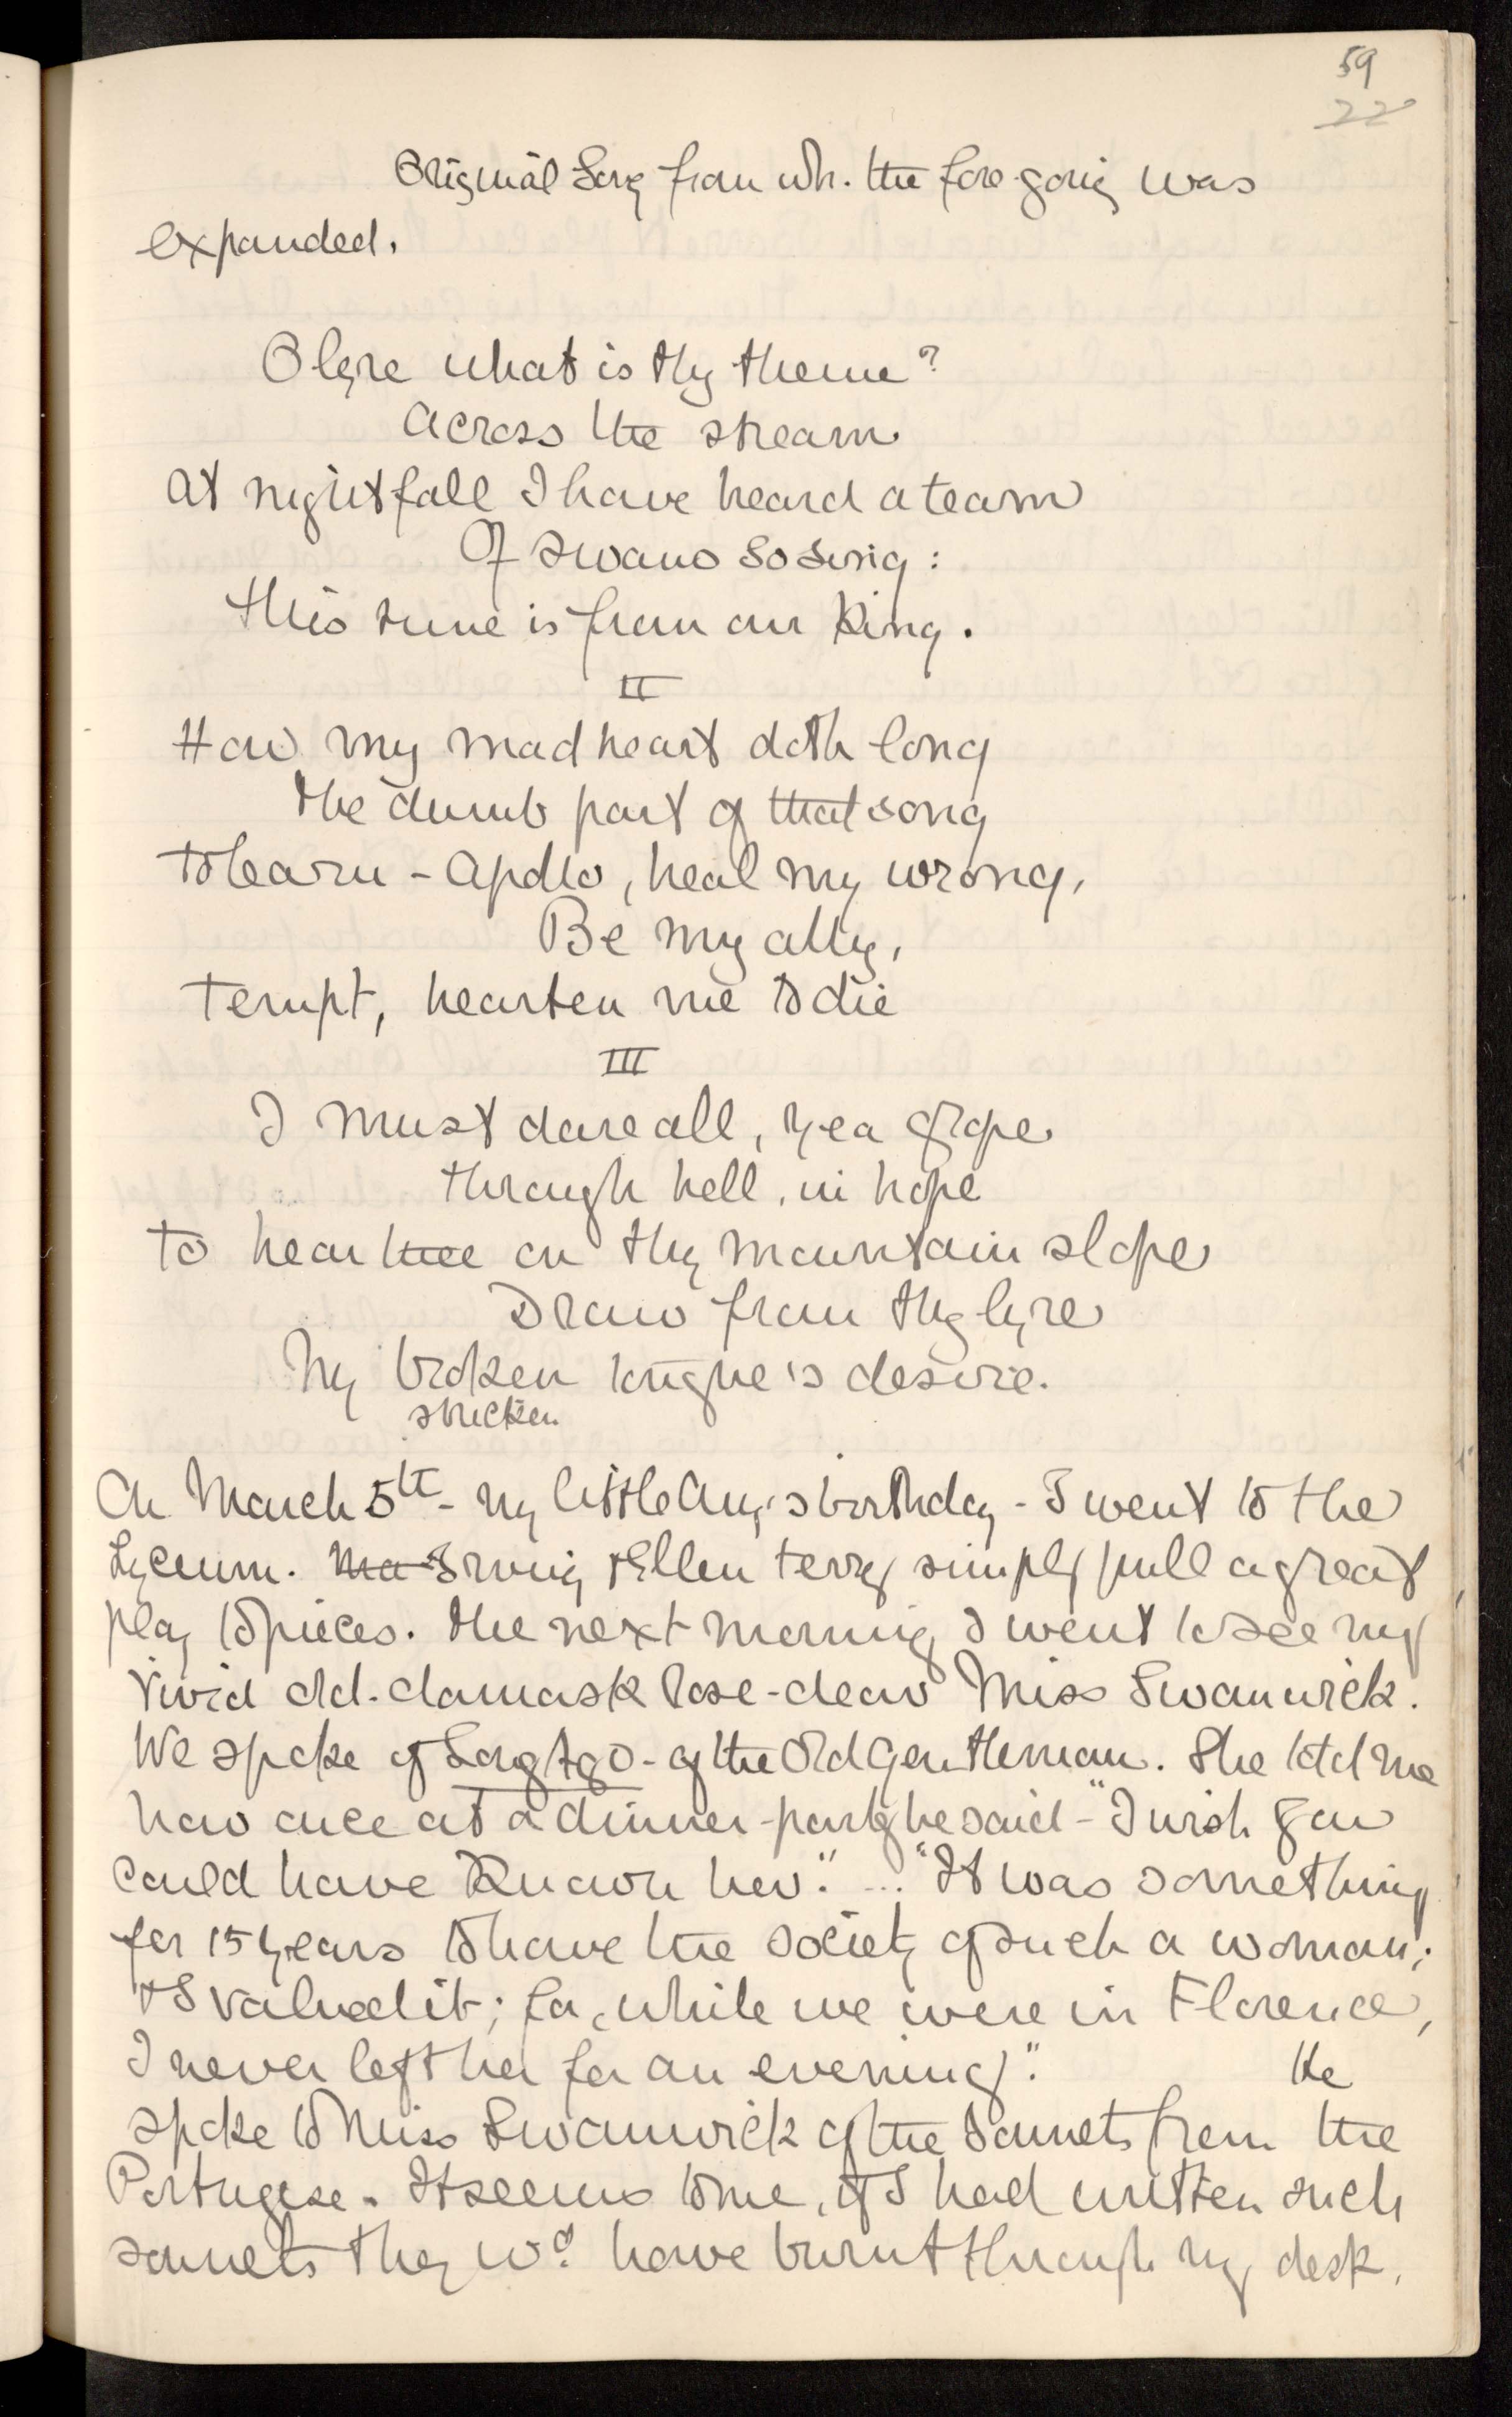 59
22
Original Song from wh. the fore-going was
expanded.
O lyre what is thy theme?
Across the stream
At nightfall I have heard a team
Of swans so sing:
This tune is from our King.
II
How my mad heart doth long
The dumb part of that song
To learn - Apollo, heal my wrong,
Be my ally,
Tempt, hearten me to die
III
I must dare all, yea grope
Through hell, in hope
To hear thee on thy mountain slope
Draw from thy lyre
My broken tongue's desire.
stricken
On March 5th - my little Amy's birthday - I went to the
Lyceum. Ma Irving & Ellen Terry simply pull a great
play to pieces. The next morning I went to see my
vivid old-damask Rose-dear Miss Swanwick.
We spoke of Long Ago - of the Old Gentleman. She told me
how once at a dinner-party he said - "I wish you
could have known her." ... "It was something
for 15 years to have the society of such a woman;
& I valued it; for, while we were in Florence,
I never left her for an evening."
He
spoke to Miss Swanwick of the Sonnets from the
Portugese. It seems to me, if I had written such
sonnets they wd. have burnt through my desk.